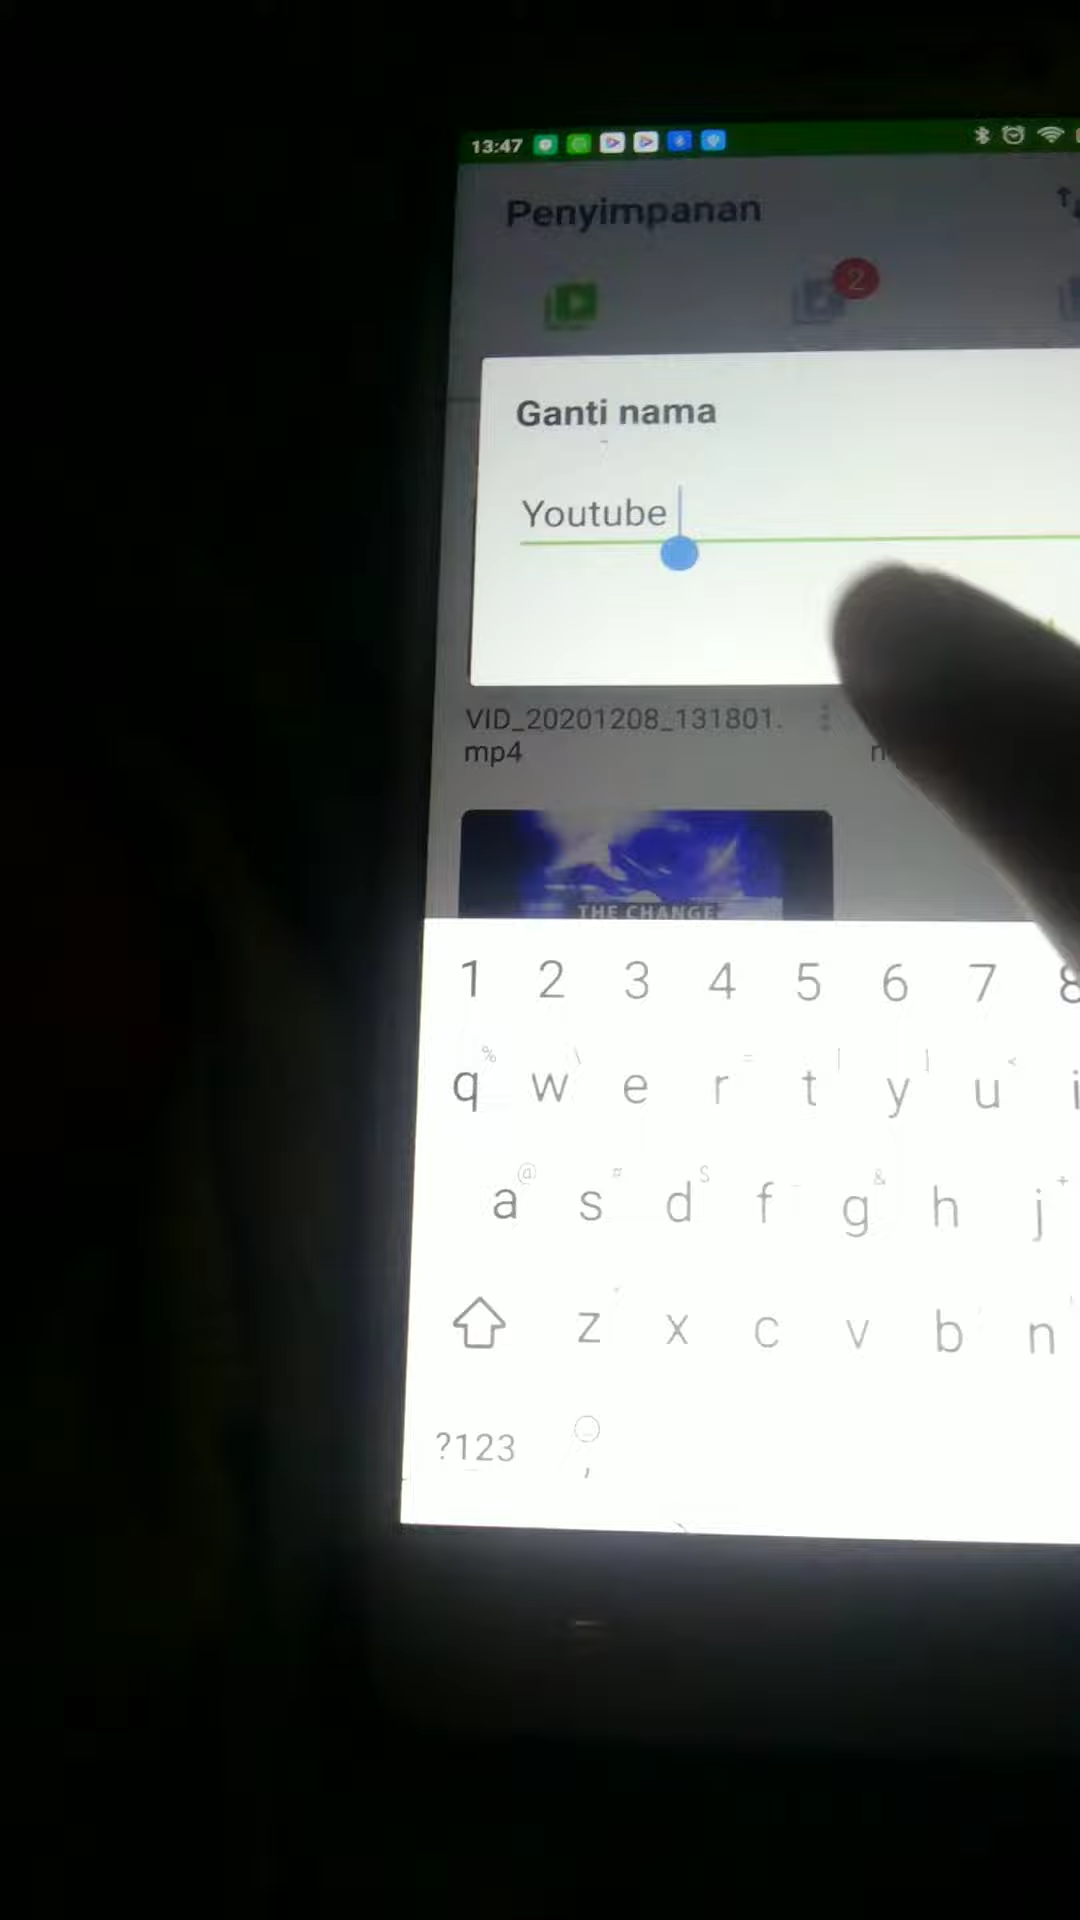 13:47
Penyimpanan
2
Ganti nama
Youtube
VID_20201208_131801.
mp4
THE CHANGE
1 2 3 4 5 6 7 8
%
q w e r t y u i
@ &
a s d f g h j
z x c v b n
?123 ,